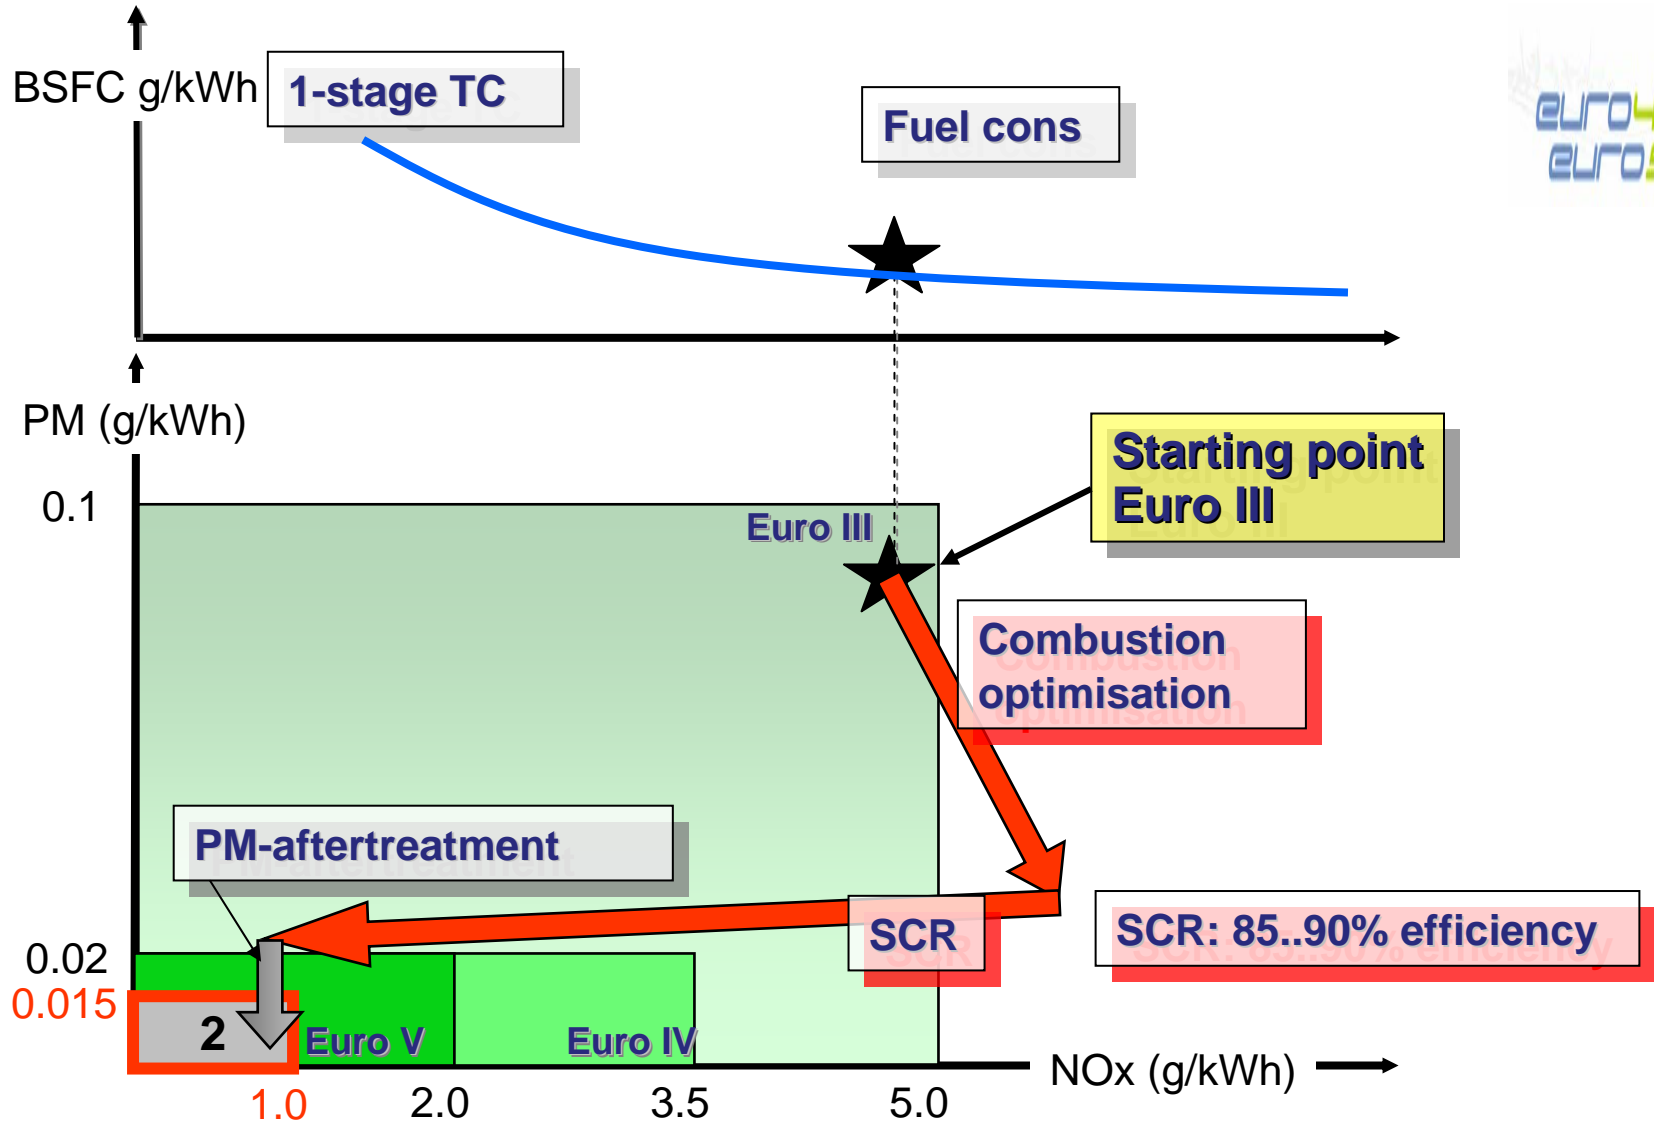 BSFC g/kWh
1-stage TC
Fuel cons
euro4
euro5
PM (g/kWh)
Starting point
Euro III
0.1
Euro III
Combustion
optimisation
PM-aftertreatment
SCR
SCR: 85..90% efficiency
0.02
0.015
2
Euro V
Euro IV
NOx (g/kWh)
1.0
2.0
3.5
5.0